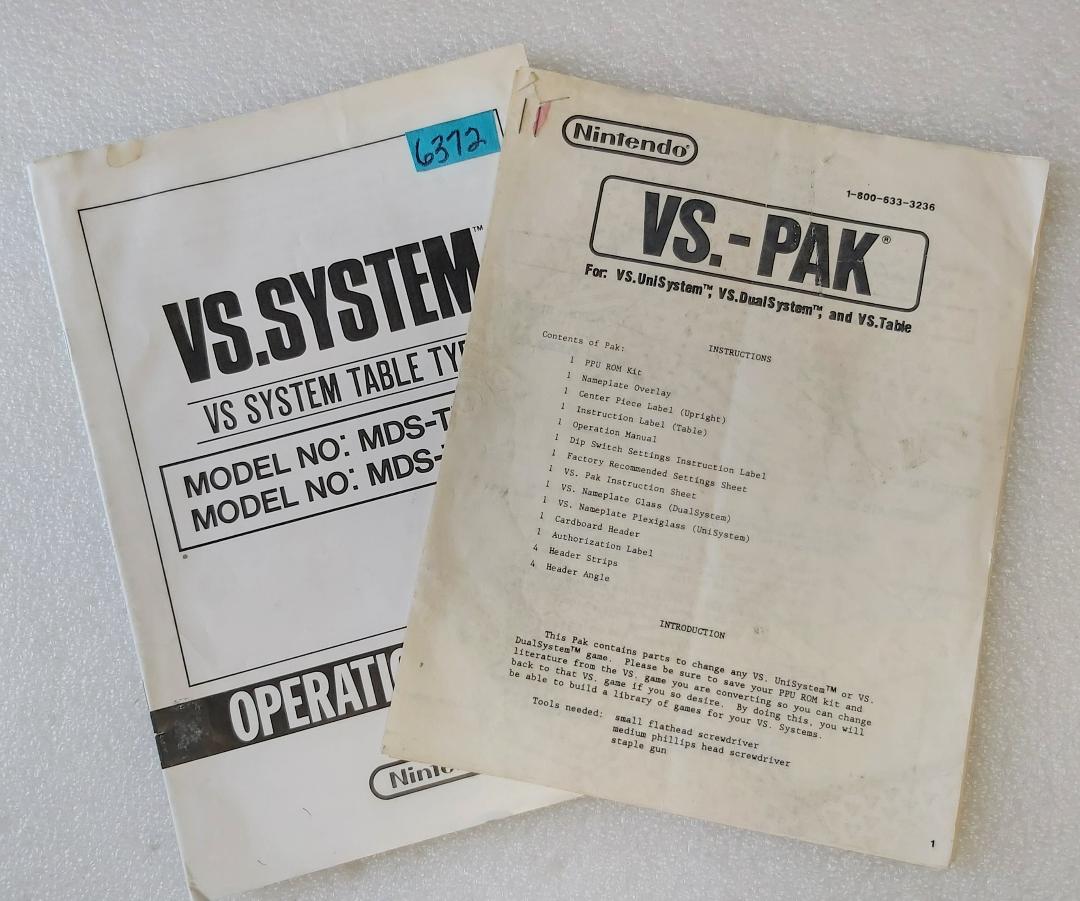 6372
VS.SYSTEM™
VS SYSTEM TABLE
MODEL NO: MDS-
MODEL NO: MDS-
Nintendo®
1-800-633-3236
VS.-PAK®
For: VS.UniSystem™, VS.DualSystem™, and VS.Table
INSTRUCTIONS
Contents of Pak:
1 PPU ROM Kit
1 Nameplate Overlay
1 Center Piece Label (Upright)
1 Instruction Label (Table)
1 Operation Manual
1 Dip Switch Settings Instruction Label
1 Factory Recommended Settings Sheet
1 VS. Pak Instruction Sheet
1 VS. Nameplate Glass (DualSystem)
1 VS. Nameplate Plexiglass (UniSystem)
1 Cardboard Header
1 Authorization Label
4 Header Strips
4 Header Angle
INTRODUCTION
This Pak contains parts to change any VS. UniSystem™ or VS.
DualSystem™ game. Please be sure to save your PPU ROM kit and
literature from the VS. game you are converting so you can change
back to that VS. game if you so desire. By doing this, you will
be able to build a library of games for your VS. Systems.
Tools needed: small flathead screwdriver
medium phillips head screwdriver
staple gun
1